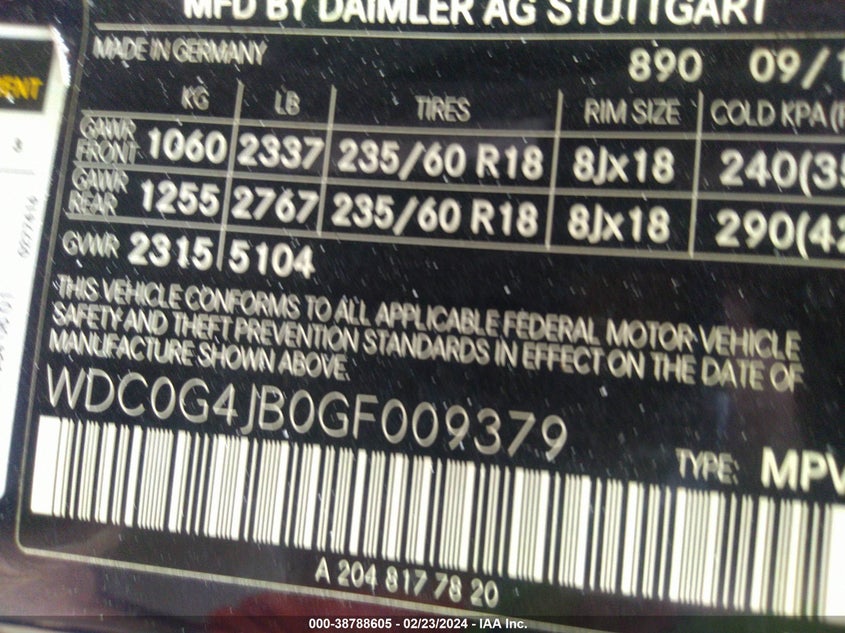 MFD BY DAIMLER AG STUTTGART
MADE IN GERMANY 890 09/1
KG LB TIRES RIM SIZE COLD KPA
GAWR FRONT 1060 2337 235/60 R18 8Jx18 240(35
GAWR REAR 1255 2767 235/60 R18 8Jx18 290(42
GVWR 2315 5104
THIS VEHICLE CONFORMS TO ALL APPLICABLE FEDERAL MOTOR VEHICLE
SAFETY AND THEFT PREVENTION STANDARDS IN EFFECT ON THE DATE OF
MANUFACTURE SHOWN ABOVE.
WDC0G4JB0GF009379
TYPE: MPV
A 204 817 78 20
000-38788605 - 02/23/2024 - IAA Inc.